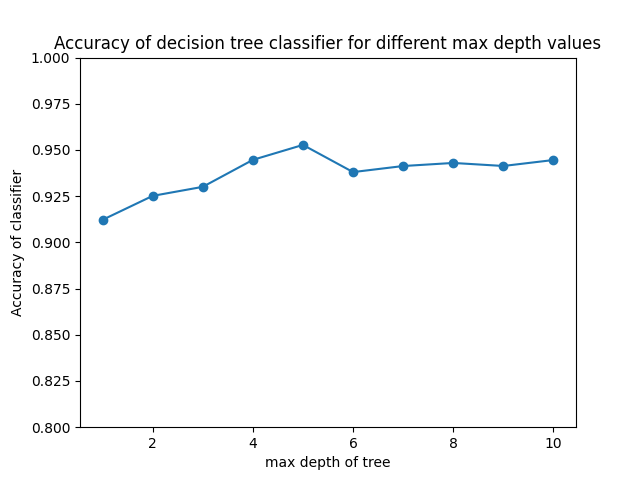 Accuracy of decision tree classifier for different max depth values
Accuracy of classifier
1.000
0.975
0.950
0.925
0.900
0.875
0.850
0.825
0.800
2 4 6 8 10
max depth of tree